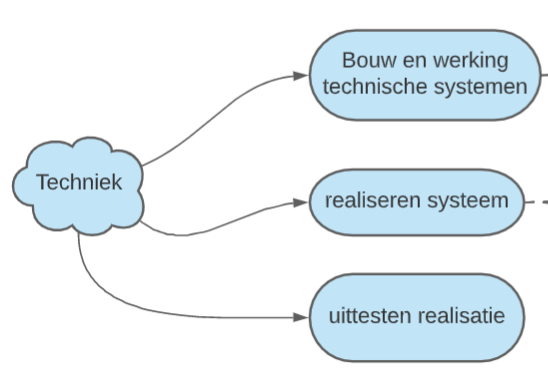 Bouw en werking
technische systemen
Techniek
realiseren systeem
uittesten realisatie